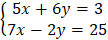 5x + 6y = 3
7x − 2y = 25